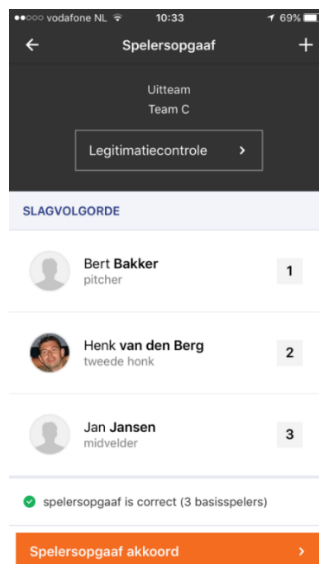 vodafone NL 10:33 69%
Spelersopgaaf
Uitteam
Team C
Legitimatiecontrole
SLAGVOLGORDE
Bert Bakker
pitcher
1
Henk van den Berg
tweede honk
2
Jan Jansen
midvelder
3
spelersopgaaf is correct (3 basisspelers)
Spelersopgaaf akkoord